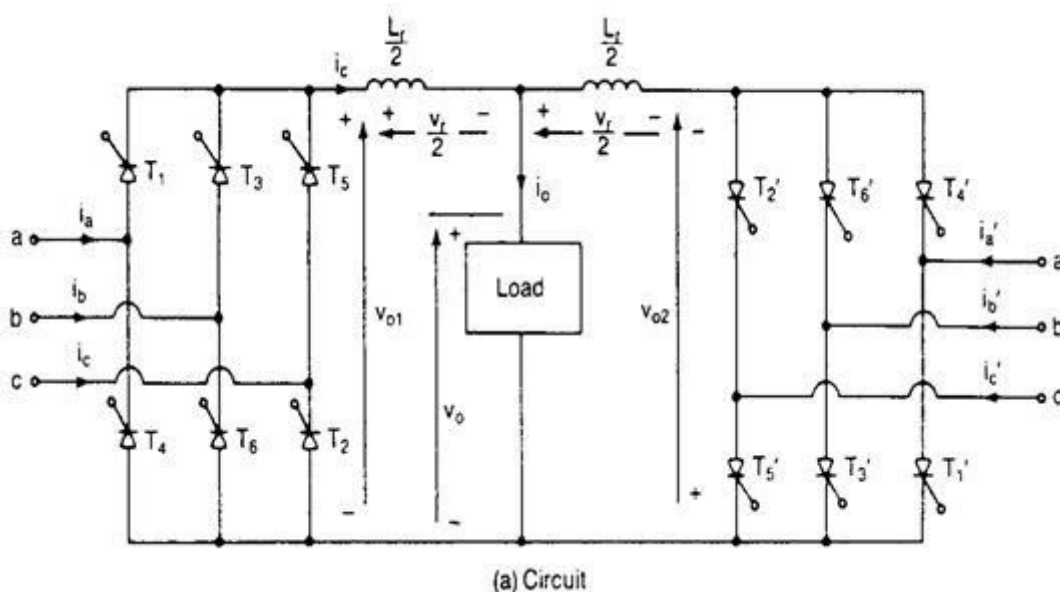 L_r/2 L_r/2
i_c
+ v_r/2 − + v_r/2 −
+ −
T₁ T₃ T₅ i_o T₂' T₆' T₄'
i_a + i_a'
a a
Load
i_b v_o1 v_o2 i_b'
b b
i_c i_c'
c c
v_o
T₄ T₆ T₂ T₅' T₃' T₁'
− − +
(a) Circuit